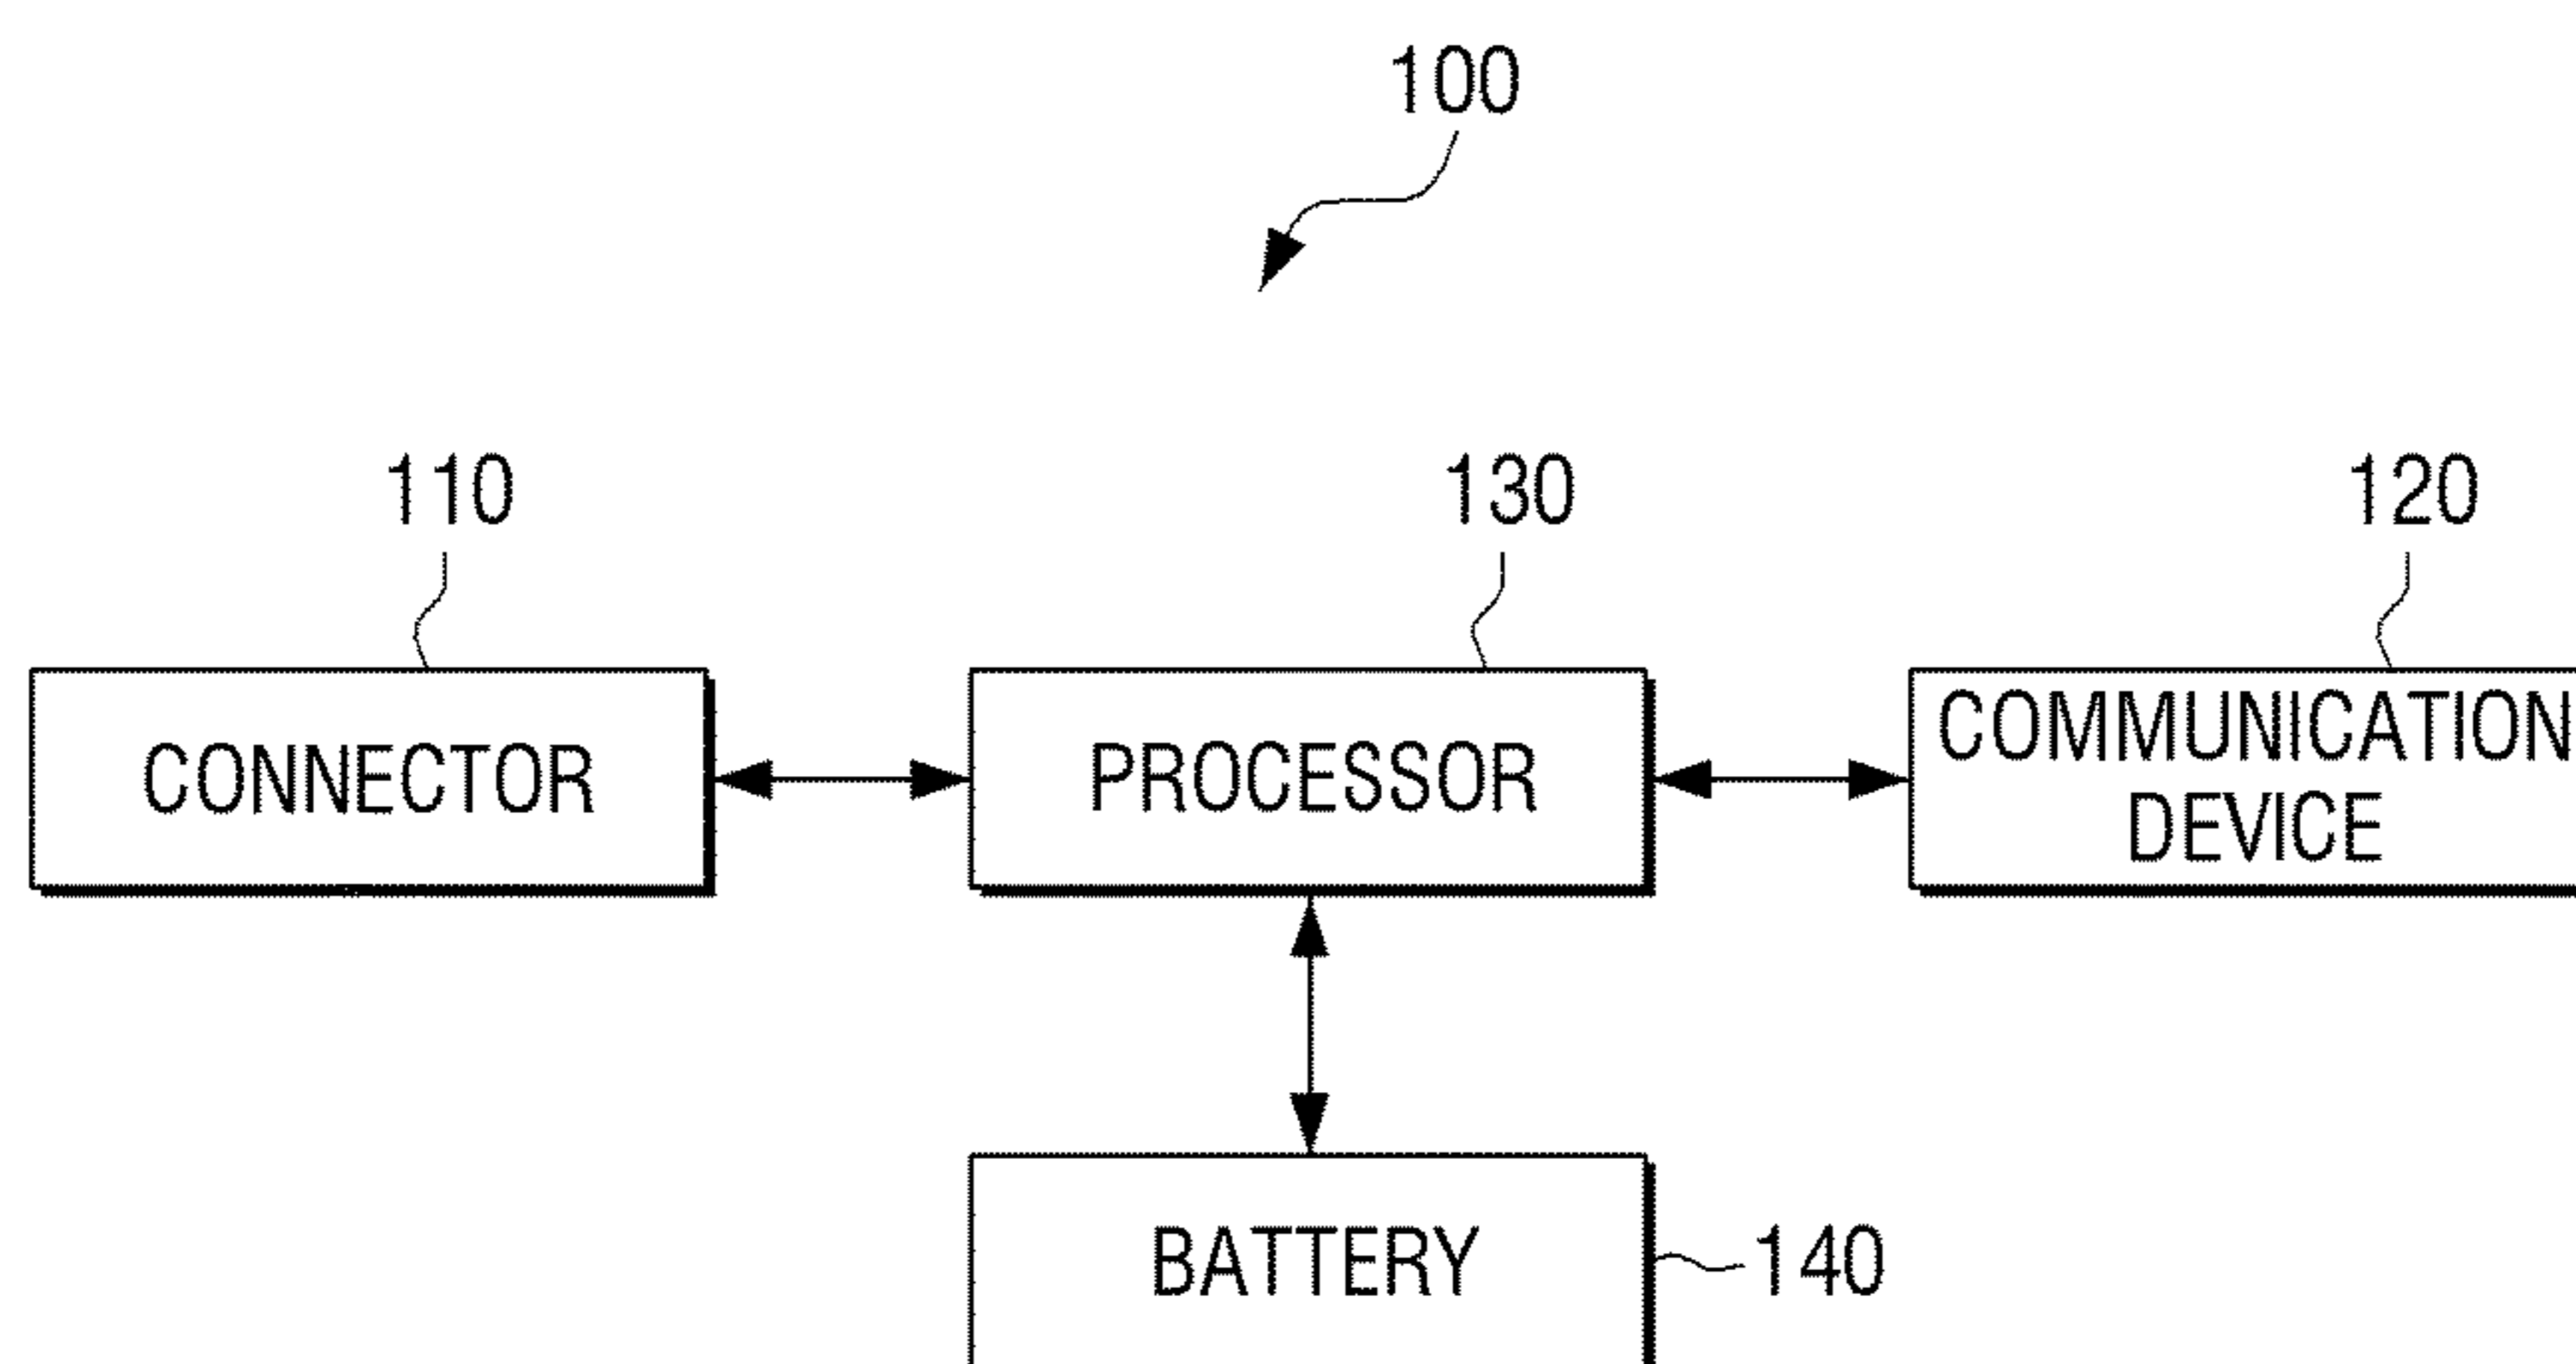 100
110
130
120
CONNECTOR
PROCESSOR
COMMUNICATION
DEVICE
BATTERY
140